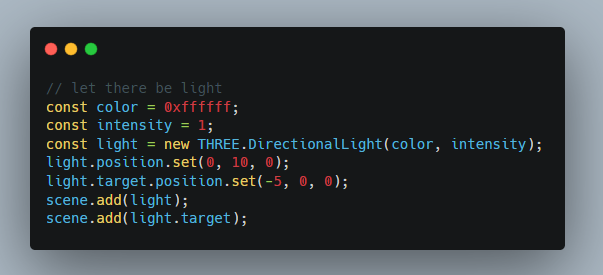 // let there be light
const color = 0xffffff;
const intensity = 1;
const light = new THREE.DirectionalLight(color, intensity);
light.position.set(0, 10, 0);
light.target.position.set(-5, 0, 0);
scene.add(light);
scene.add(light.target);